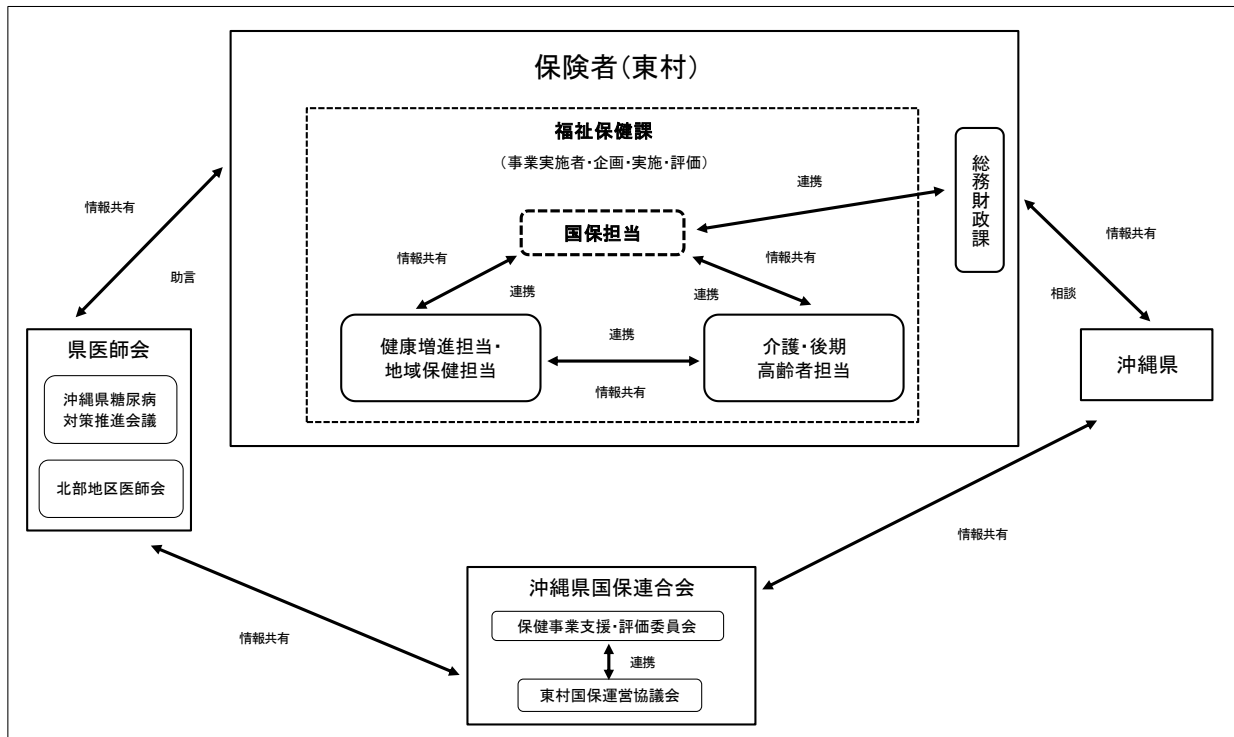 保険者(東村)
福祉保健課
(事業実施者・企画・実施・評価)
総務財政課
連携
国保担当
情報共有
連携
情報共有
連携
健康増進担当・
地域保健担当
連携
情報共有
介護・後期
高齢者担当
情報共有
助言
情報共有
相談
県医師会
沖縄県糖尿病
対策推進会議
北部地区医師会
沖縄県
情報共有
情報共有
沖縄県国保連合会
保健事業支援・評価委員会
連携
東村国保運営協議会